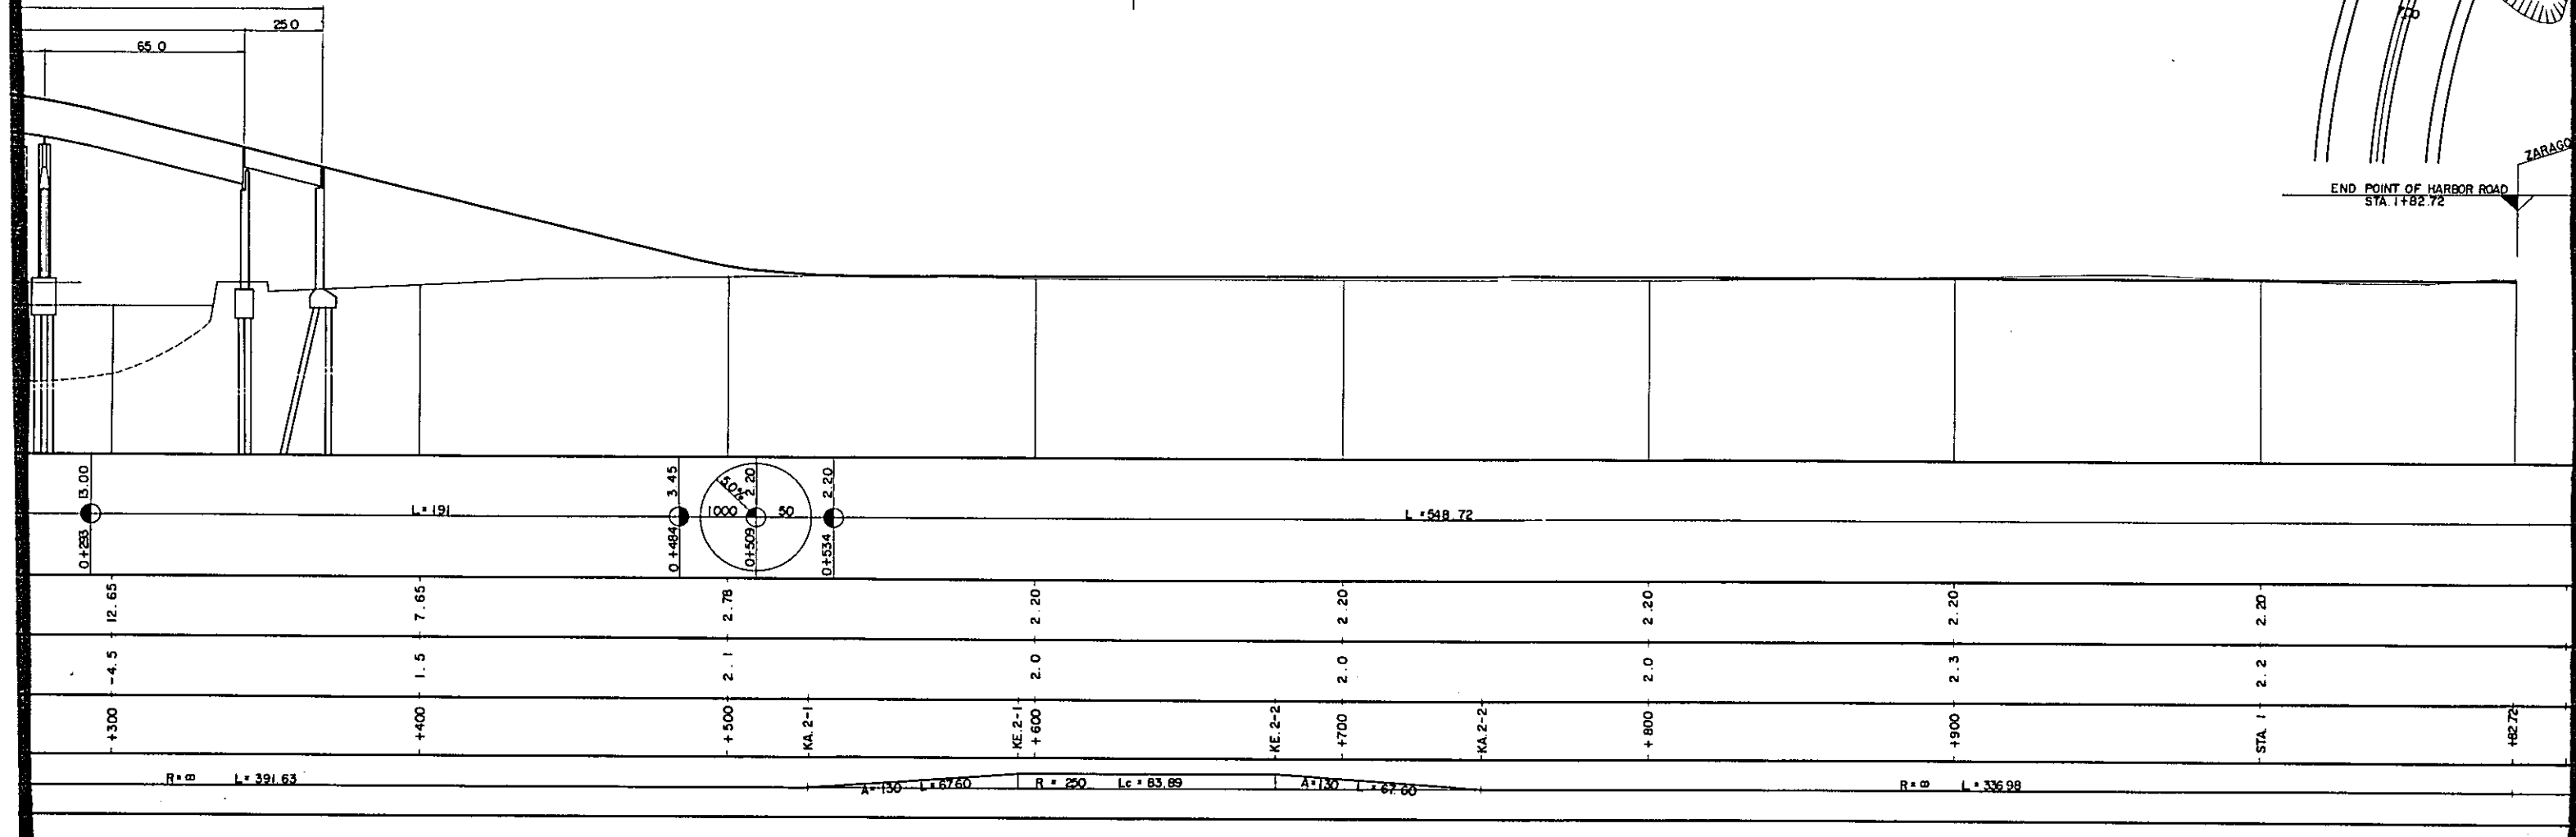 25.0
65.0
7.00
ZARAGO
END POINT OF HARBOR ROAD
STA. 1+82.72
13.00
0+293
L = 191
3.45
0+484
5.0%
2.20
1000
50
0+509
2.20
0+534
L = 548.72
12.65
7.65
2.78
2.20
2.20
2.20
2.20
2.20
-4.5
1.5
2.1
2.0
2.0
2.0
2.3
2.2
+300
+400
+500
KA.2-1
KE.2-1
+600
KE.2-2
+700
KA.2-2
+800
+900
STA. 1
+82.72
R = ∞ L = 391.63
A = 130 L = 67.60
R = 250 Lc = 83.89
A = 130 L = 67.60
R = ∞ L = 336.98